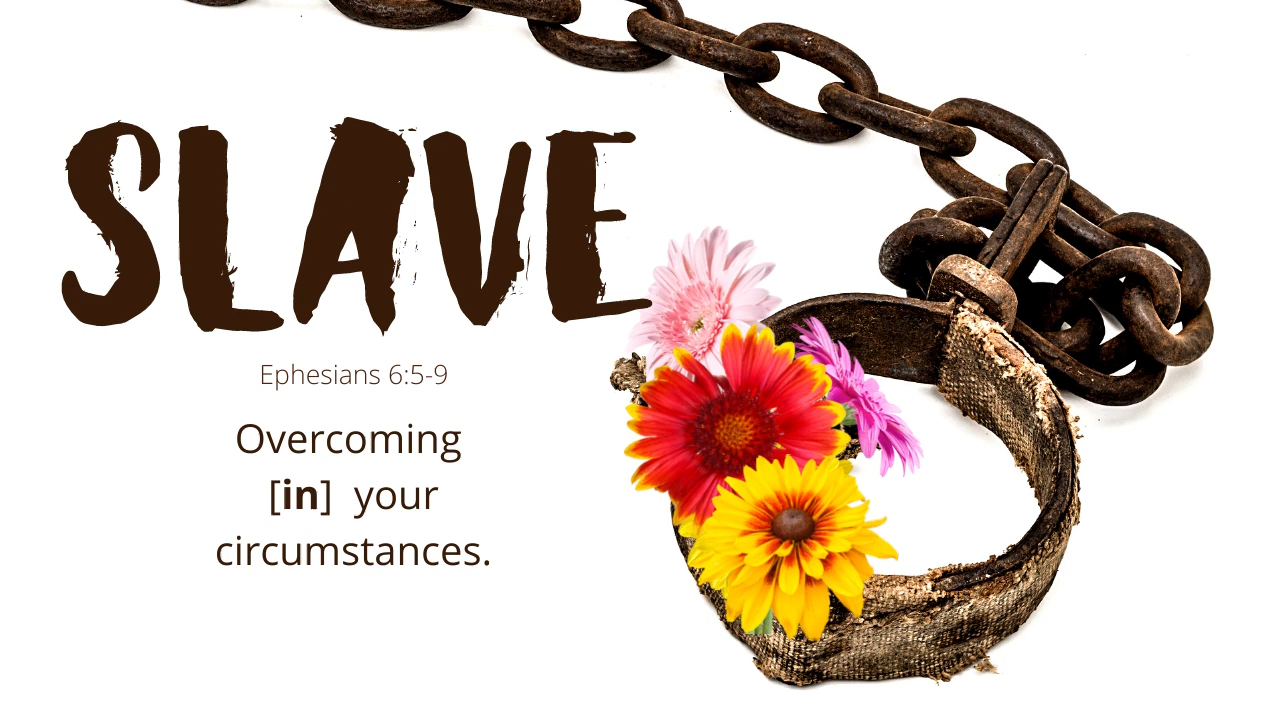 SLAVE
Ephesians 6:5-9
Overcoming
[in] your
circumstances.